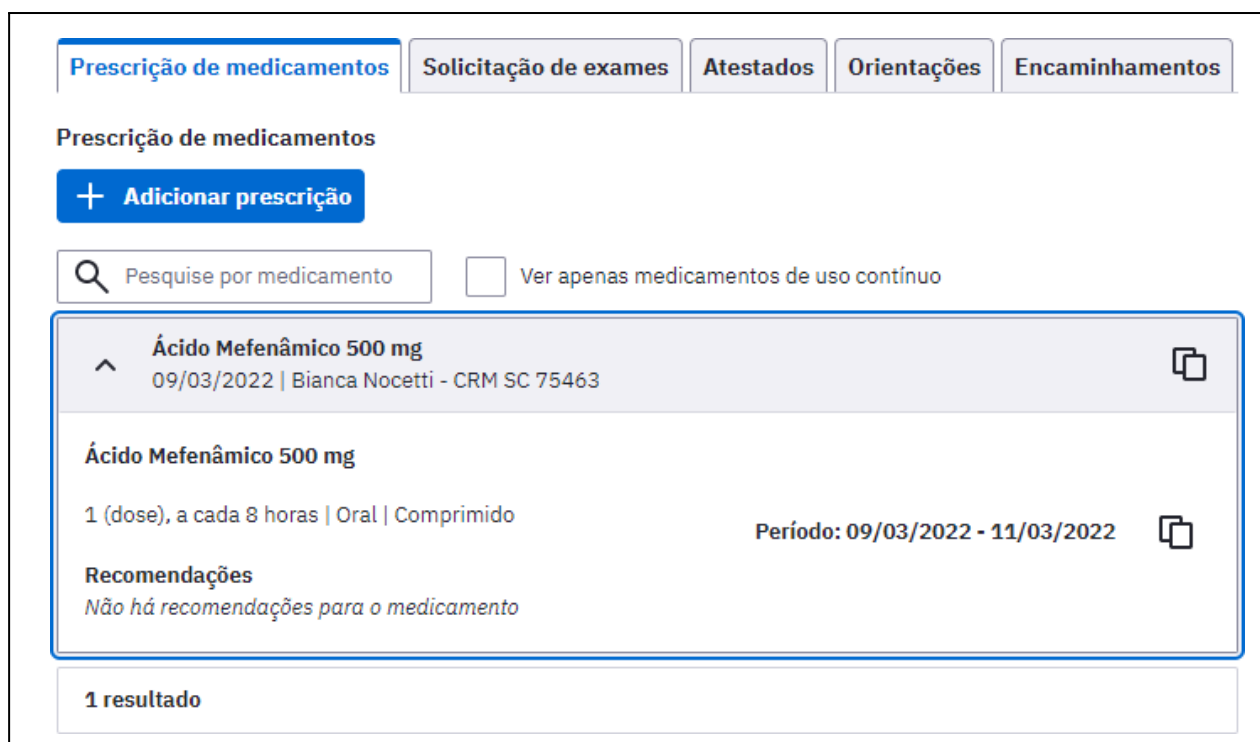 Prescrição de medicamentos Solicitação de exames Atestados Orientações Encaminhamentos
Prescrição de medicamentos
Adicionar prescrição
Pesquise por medicamento Ver apenas medicamentos de uso contínuo
Ácido Mefenâmico 500 mg
09/03/2022 | Bianca Nocetti - CRM SC 75463
Ácido Mefenâmico 500 mg
1 (dose), a cada 8 horas | Oral | Comprimido
Período: 09/03/2022 - 11/03/2022
Recomendações
Não há recomendações para o medicamento
1 resultado